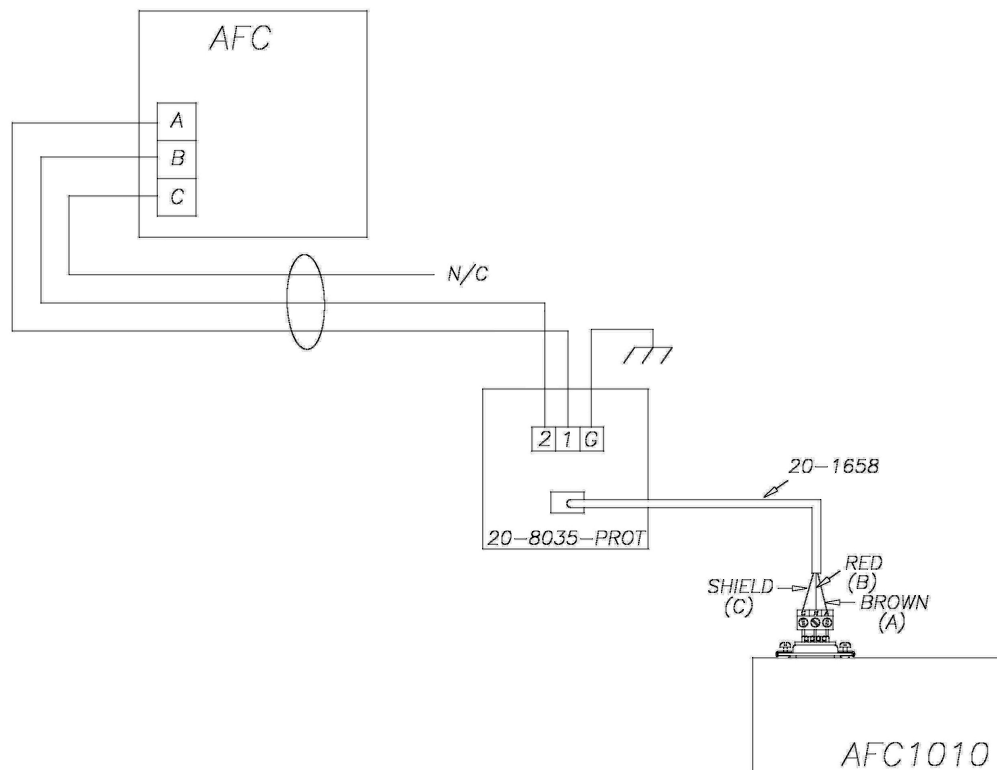 AFC
A
B
C
N/C
2 1 G
20-1658
20-8035-PROT
RED
(B)
SHIELD
(C)
BROWN
(A)
AFC1010